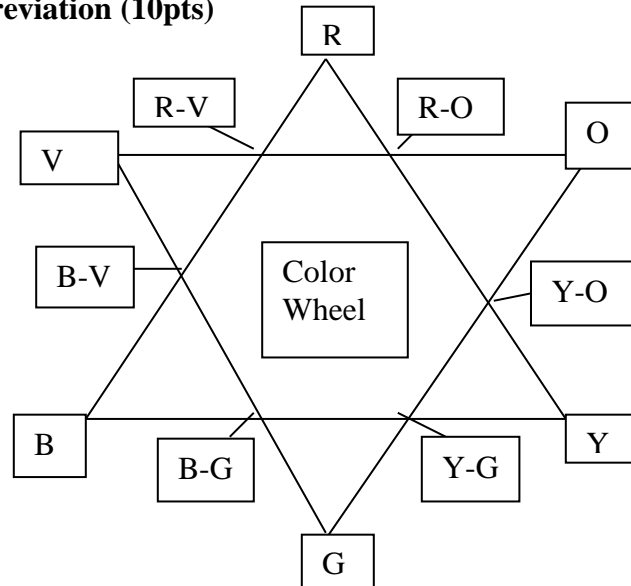 reviation (10pts)
R
R-V
R-O
O
V
B-V
Color
Wheel
Y-O
B
Y
B-G
Y-G
G